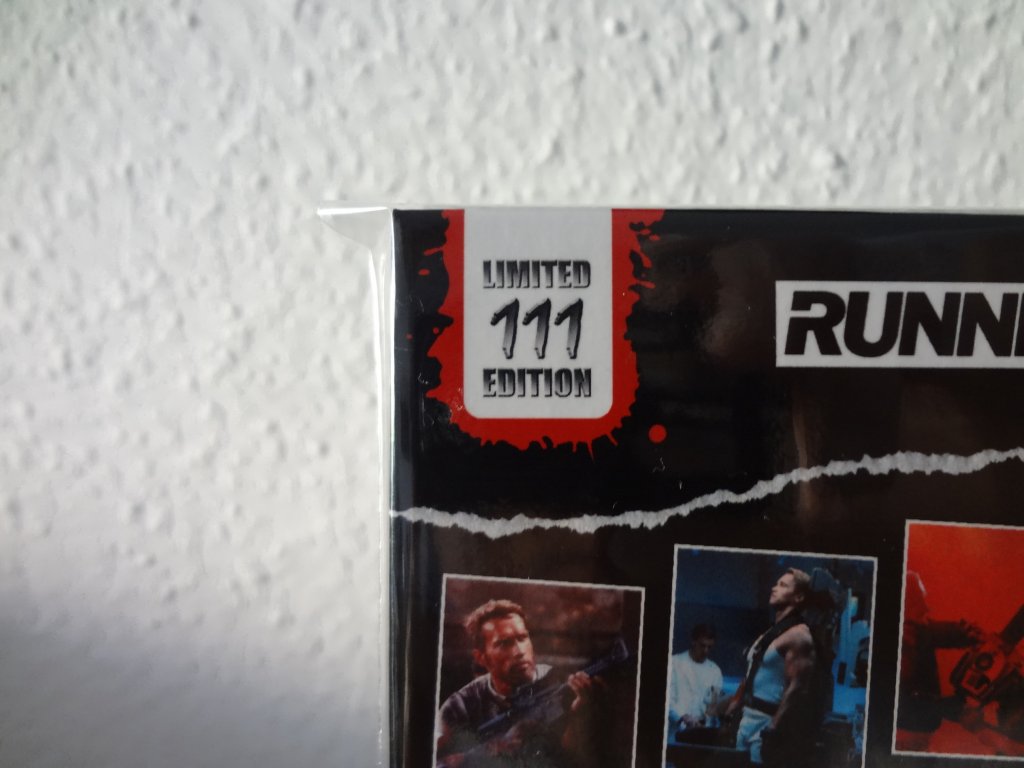 LIMITED
111
EDITION
RUNN